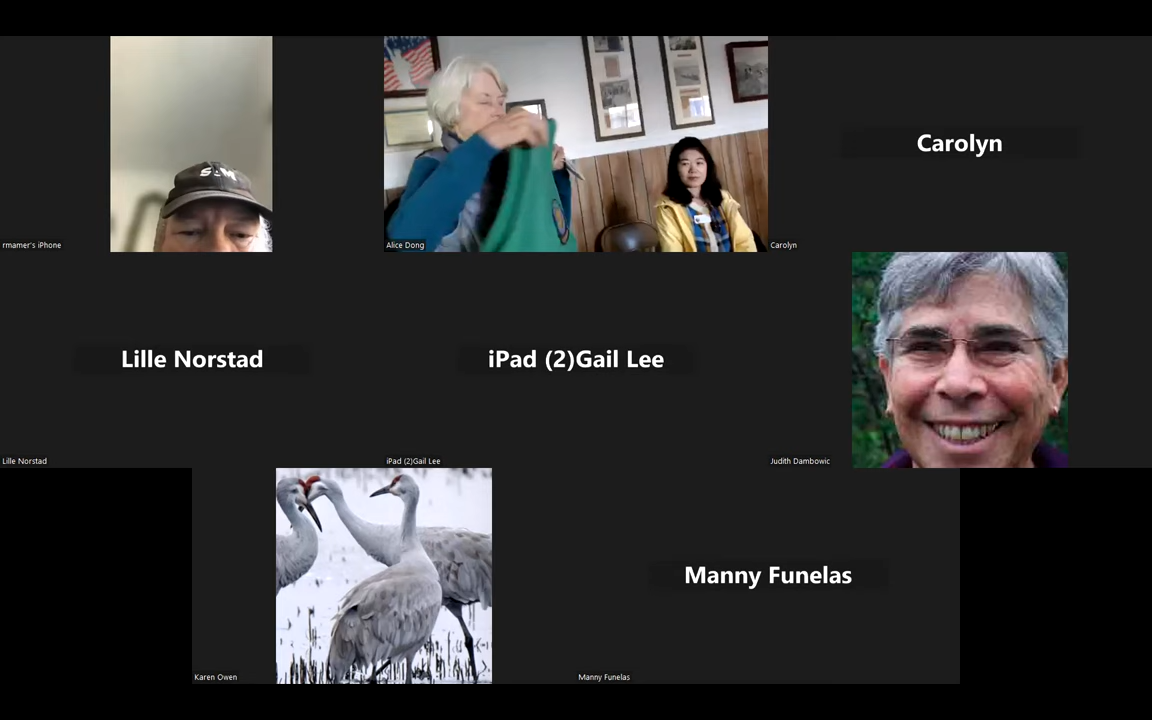 S M
rmamer's iPhone
Alice Dong
Carolyn
Carolyn
Lille Norstad
Lille Norstad
iPad (2)Gail Lee
iPad (2)Gail Lee
Judith Dambowic
Karen Owen
Manny Funelas
Manny Funelas